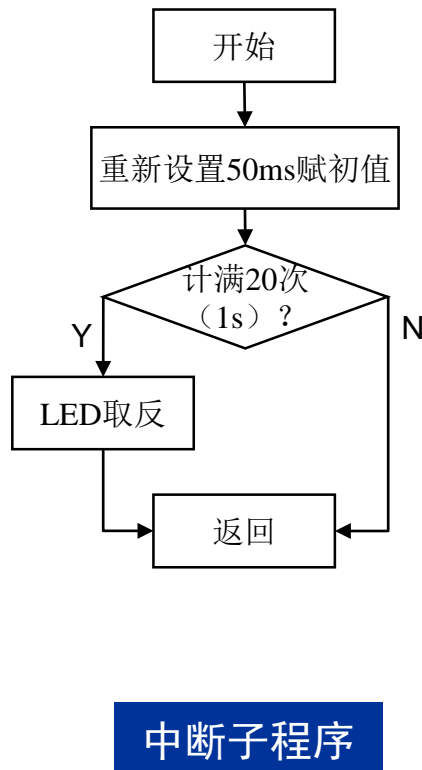 开始
重新设置50ms赋初值
计满20次
（1s）？
Y
N
LED取反
返回
中断子程序